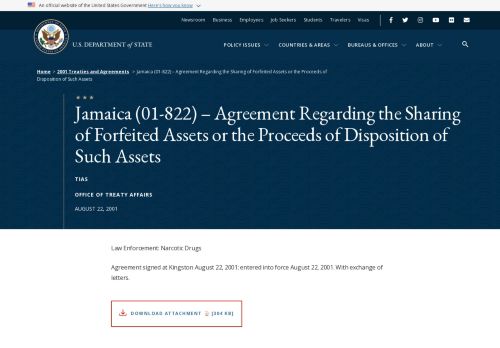 An official website of the United States Government Here's how you know
Newsroom Business Employers Job Seekers Students Travelers Visas
U.S. DEPARTMENT of STATE
POLICY ISSUES COUNTRIES & AREAS BUREAUS & OFFICES ABOUT
Home > 2001 Treaties and Agreements > Jamaica (01-822) – Agreement Regarding the Sharing of Forfeited Assets or the Proceeds of
Disposition of Such Assets
Jamaica (01-822) – Agreement Regarding the Sharing
of Forfeited Assets or the Proceeds of Disposition of
Such Assets
TIAS
OFFICE OF TREATY AFFAIRS
AUGUST 22, 2001
Law Enforcement: Narcotic Drugs
Agreement signed at Kingston August 22, 2001; entered into force August 22, 2001. With exchange of
letters.
DOWNLOAD ATTACHMENT [304 KB]